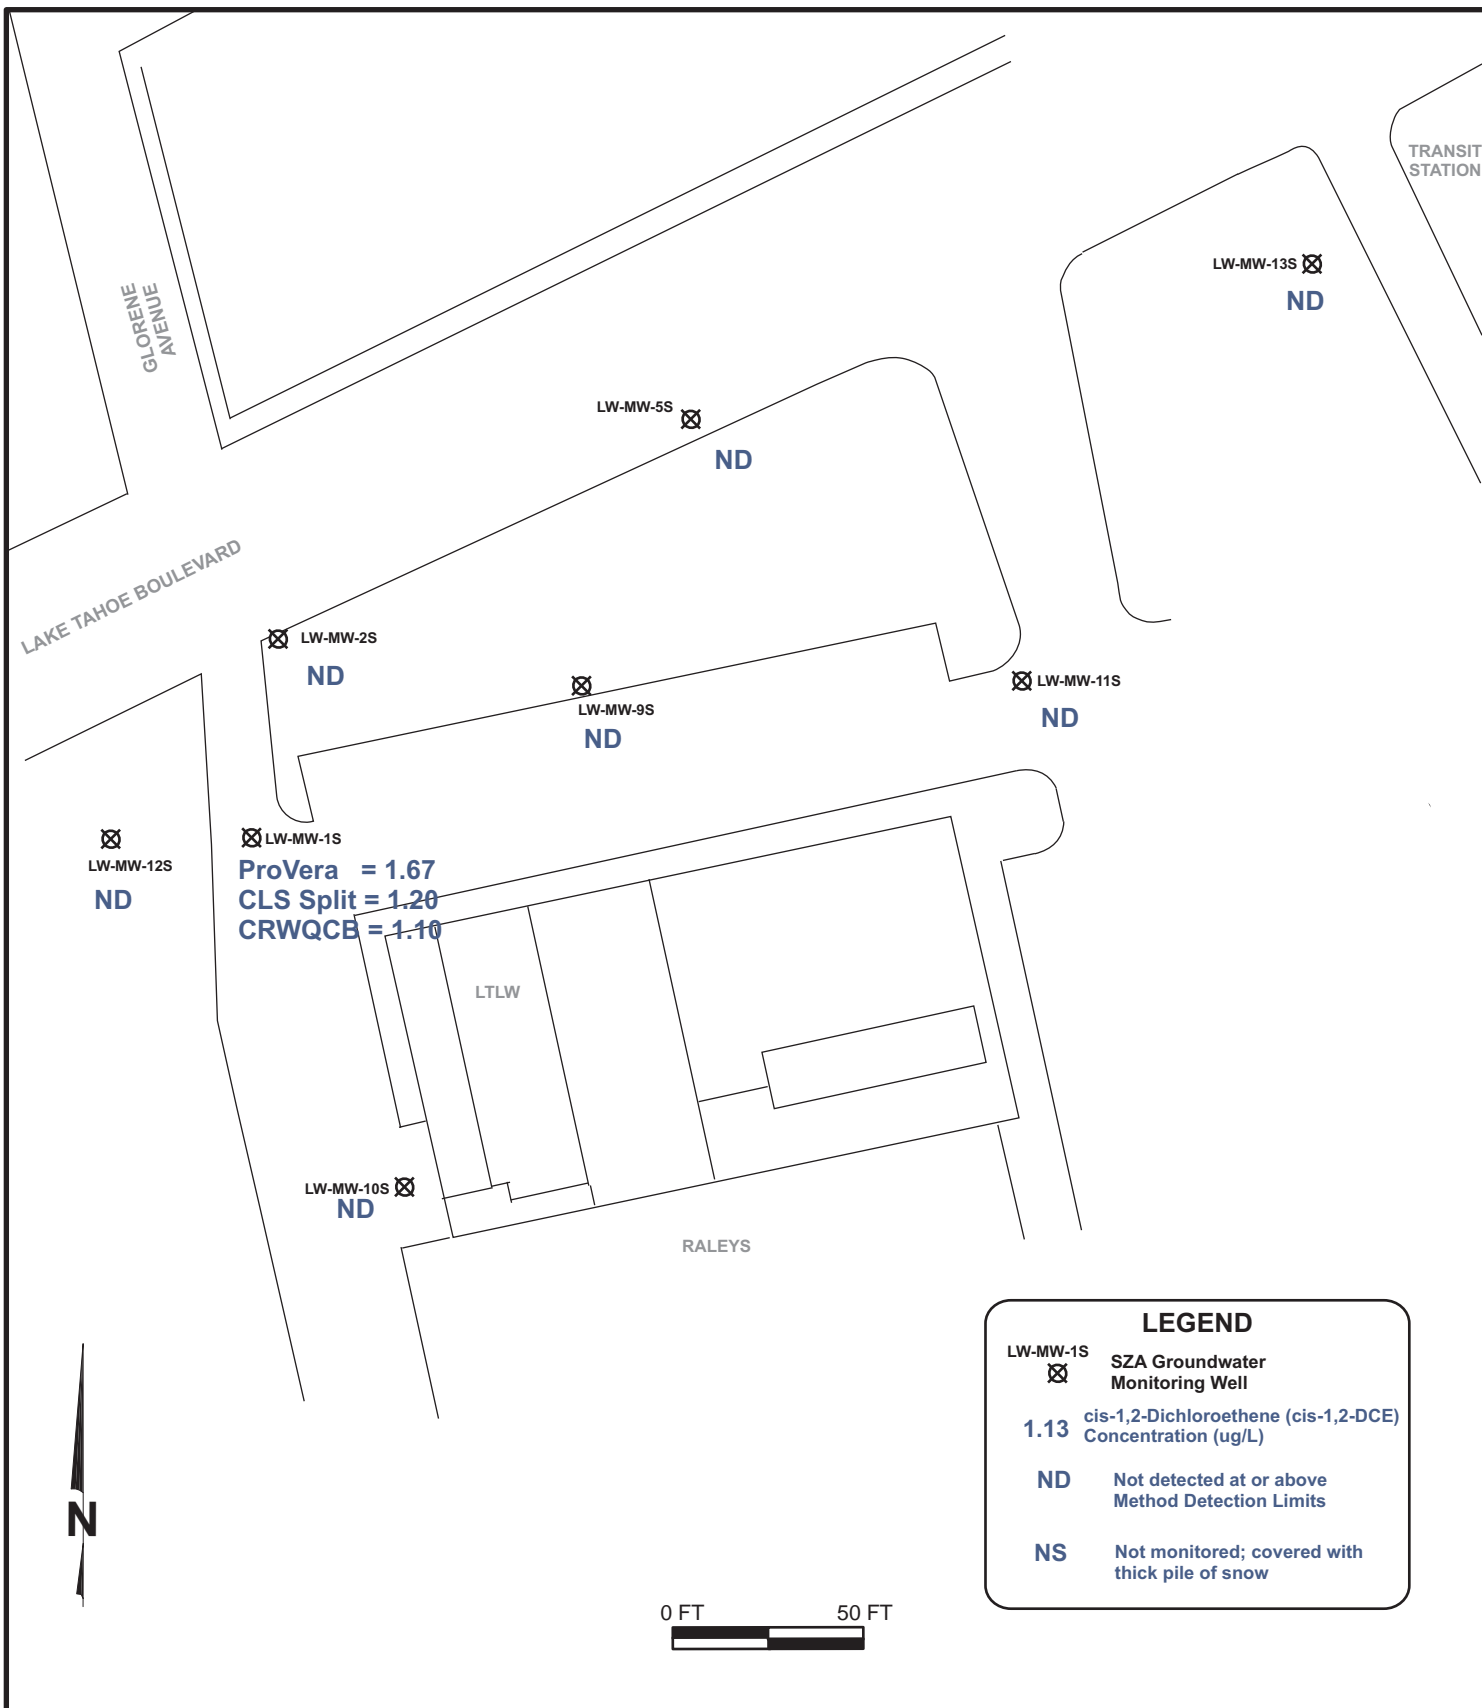 TRANSIT
STATION
LW-MW-13S
ND
GLORENE
AVENUE
LW-MW-5S
ND
LAKE TAHOE BOULEVARD
LW-MW-2S
ND
LW-MW-9S
ND
LW-MW-11S
ND
LW-MW-12S
ND
LW-MW-1S
ProVera = 1.67
CLS Split = 1.20
CRWQCB = 1.10
LTLW
LW-MW-10S
ND
RALEYS
LEGEND
LW-MW-1S
SZA Groundwater
Monitoring Well
1.13 cis-1,2-Dichloroethene (cis-1,2-DCE)
Concentration (ug/L)
ND Not detected at or above
Method Detection Limits
NS Not monitored; covered with
thick pile of snow
N
0 FT 50 FT